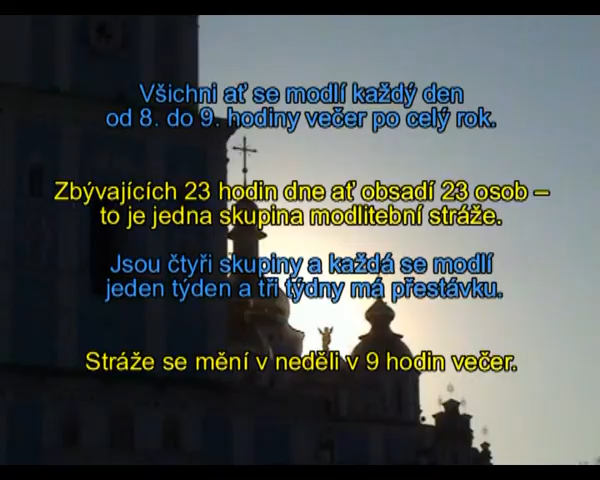 Všichni ať se modlí každý den
od 8. do 9. hodiny večer po celý rok.
Zbývajících 23 hodin dne ať obsadí 23 osob –
to je jedna skupina modlitební stráže.
Jsou čtyři skupiny a každá se modlí
jeden týden a tři týdny má přestávku.
Stráže se mění v neděli v 9 hodin večer.